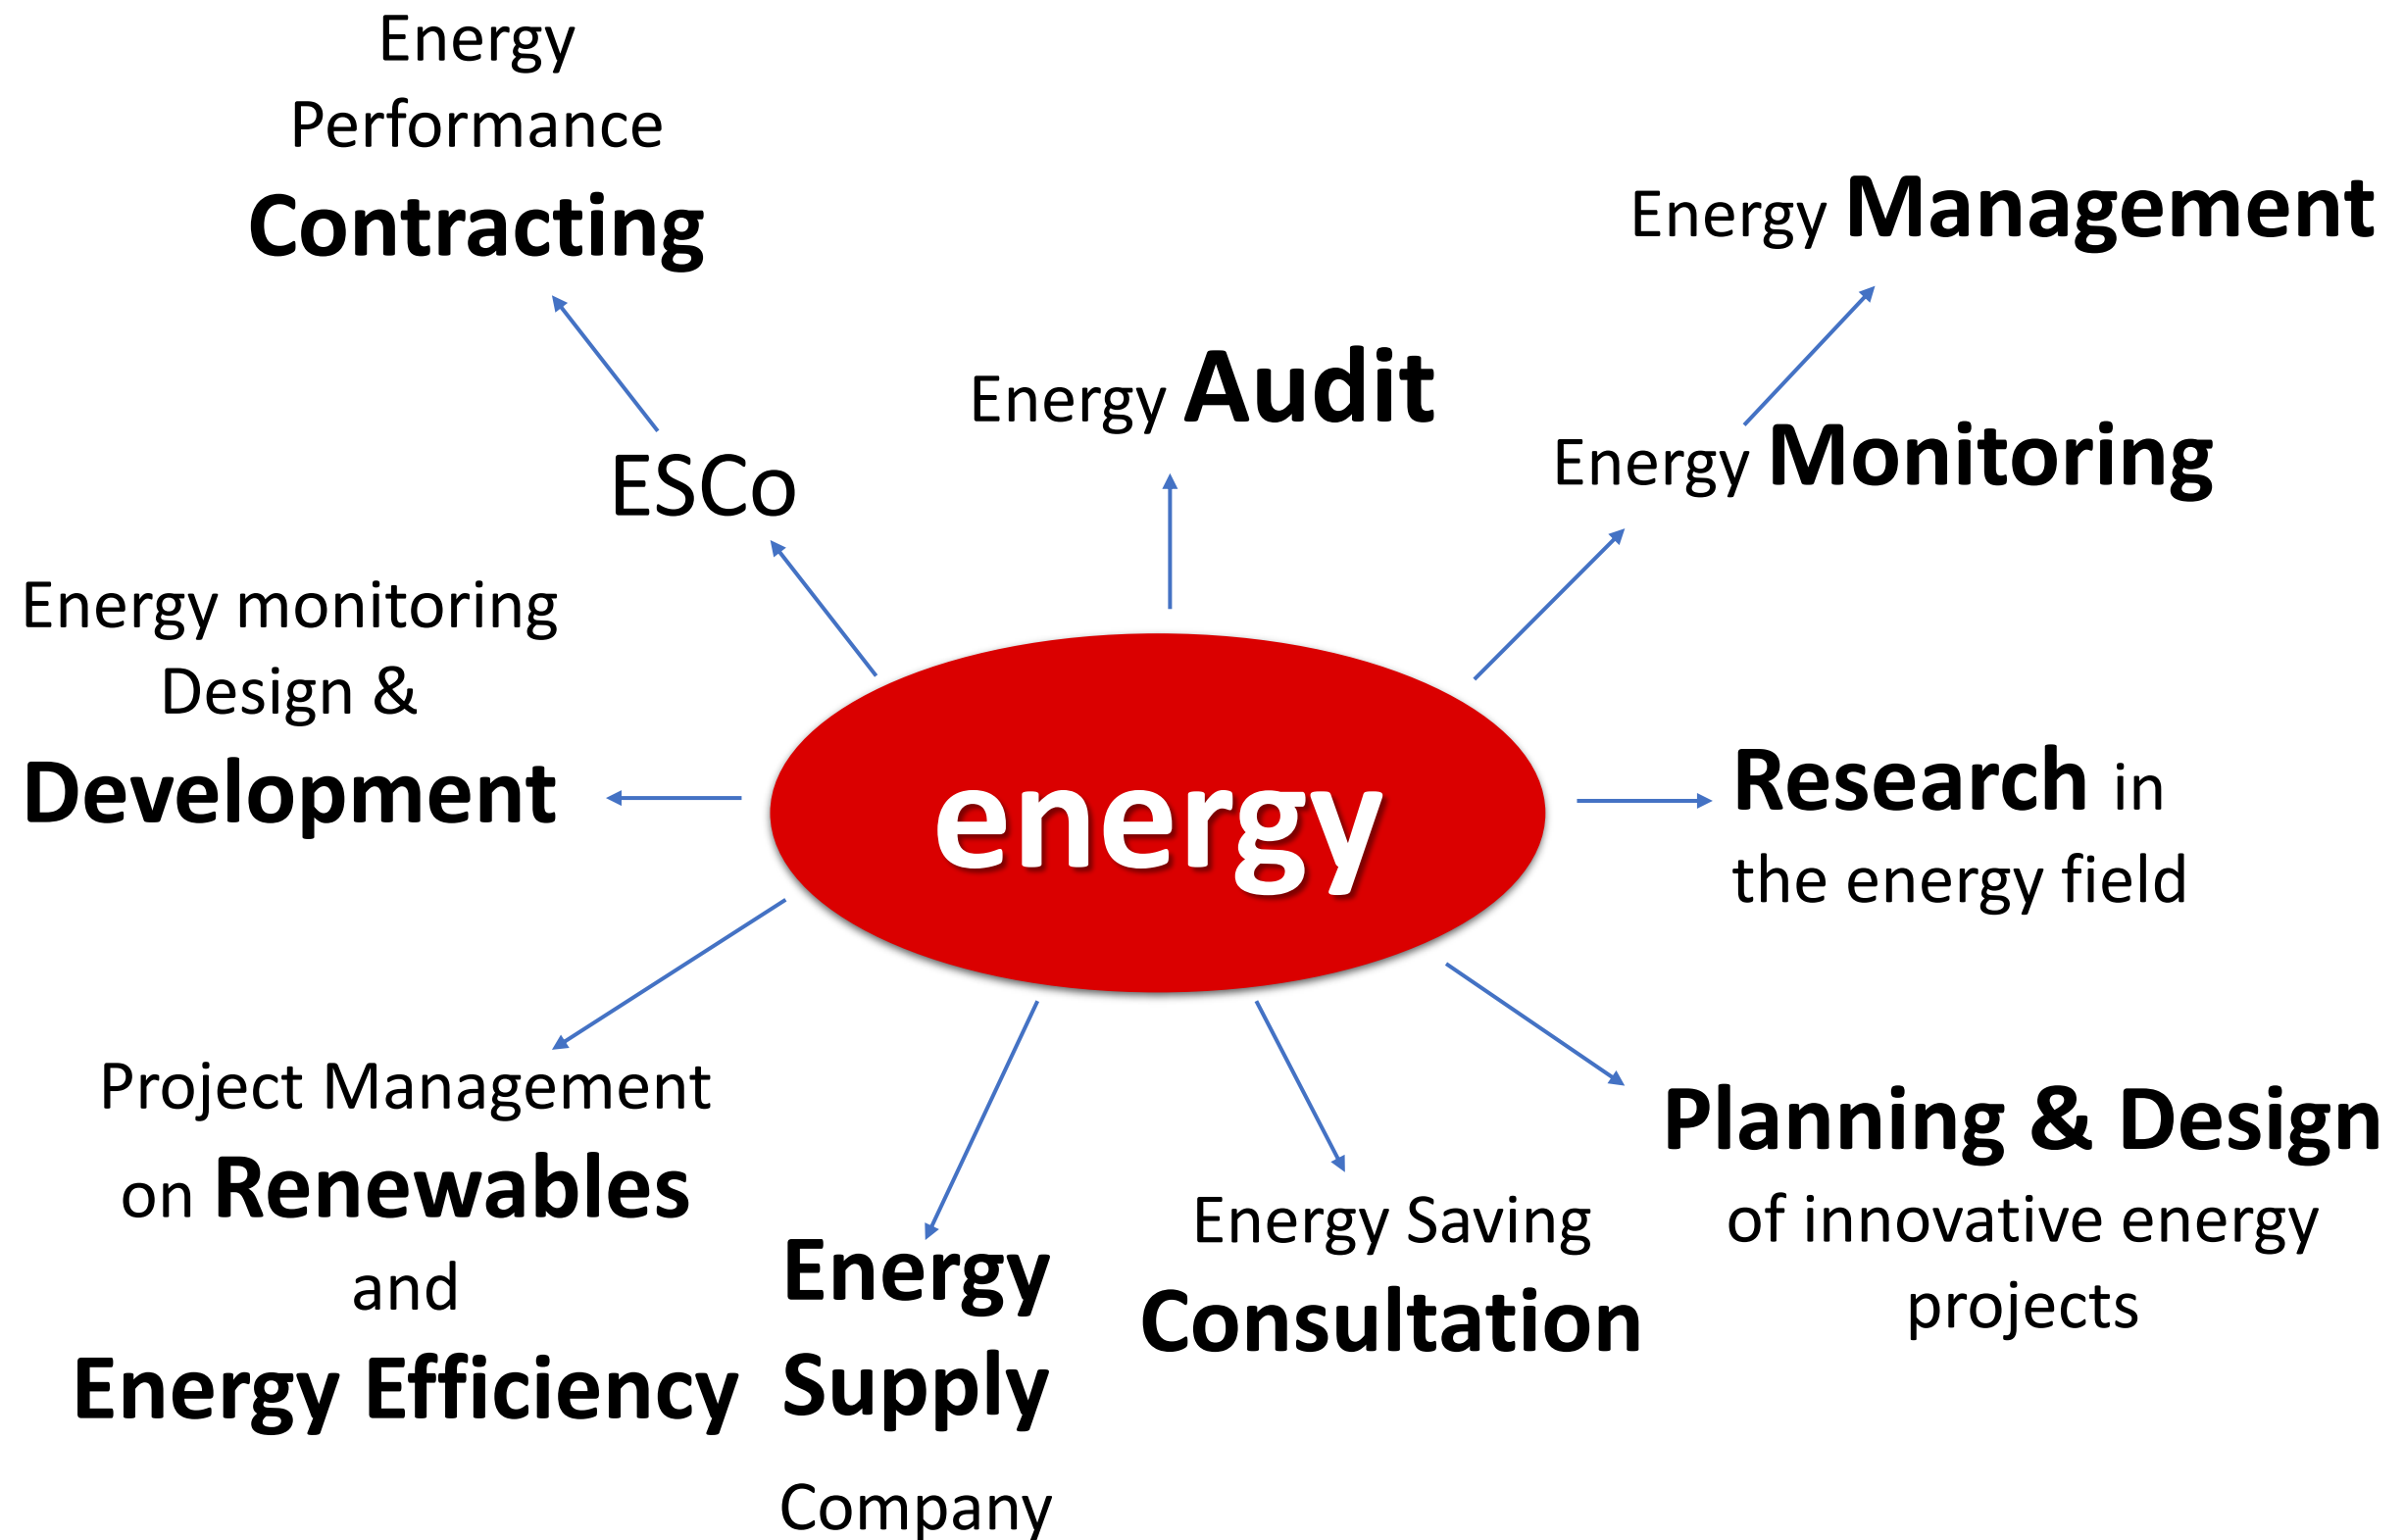 Energy
Performance
Contracting
Energy Management
Energy Audit
Energy Monitoring
ESCo
Energy monitoring
Design &
Development
energy
Research in
the energy field
Project Management
on Renewables
and
Energy Efficiency
Energy
Supply
Company
Energy Saving
Consultation
Planning & Design
of innovative energy
projects